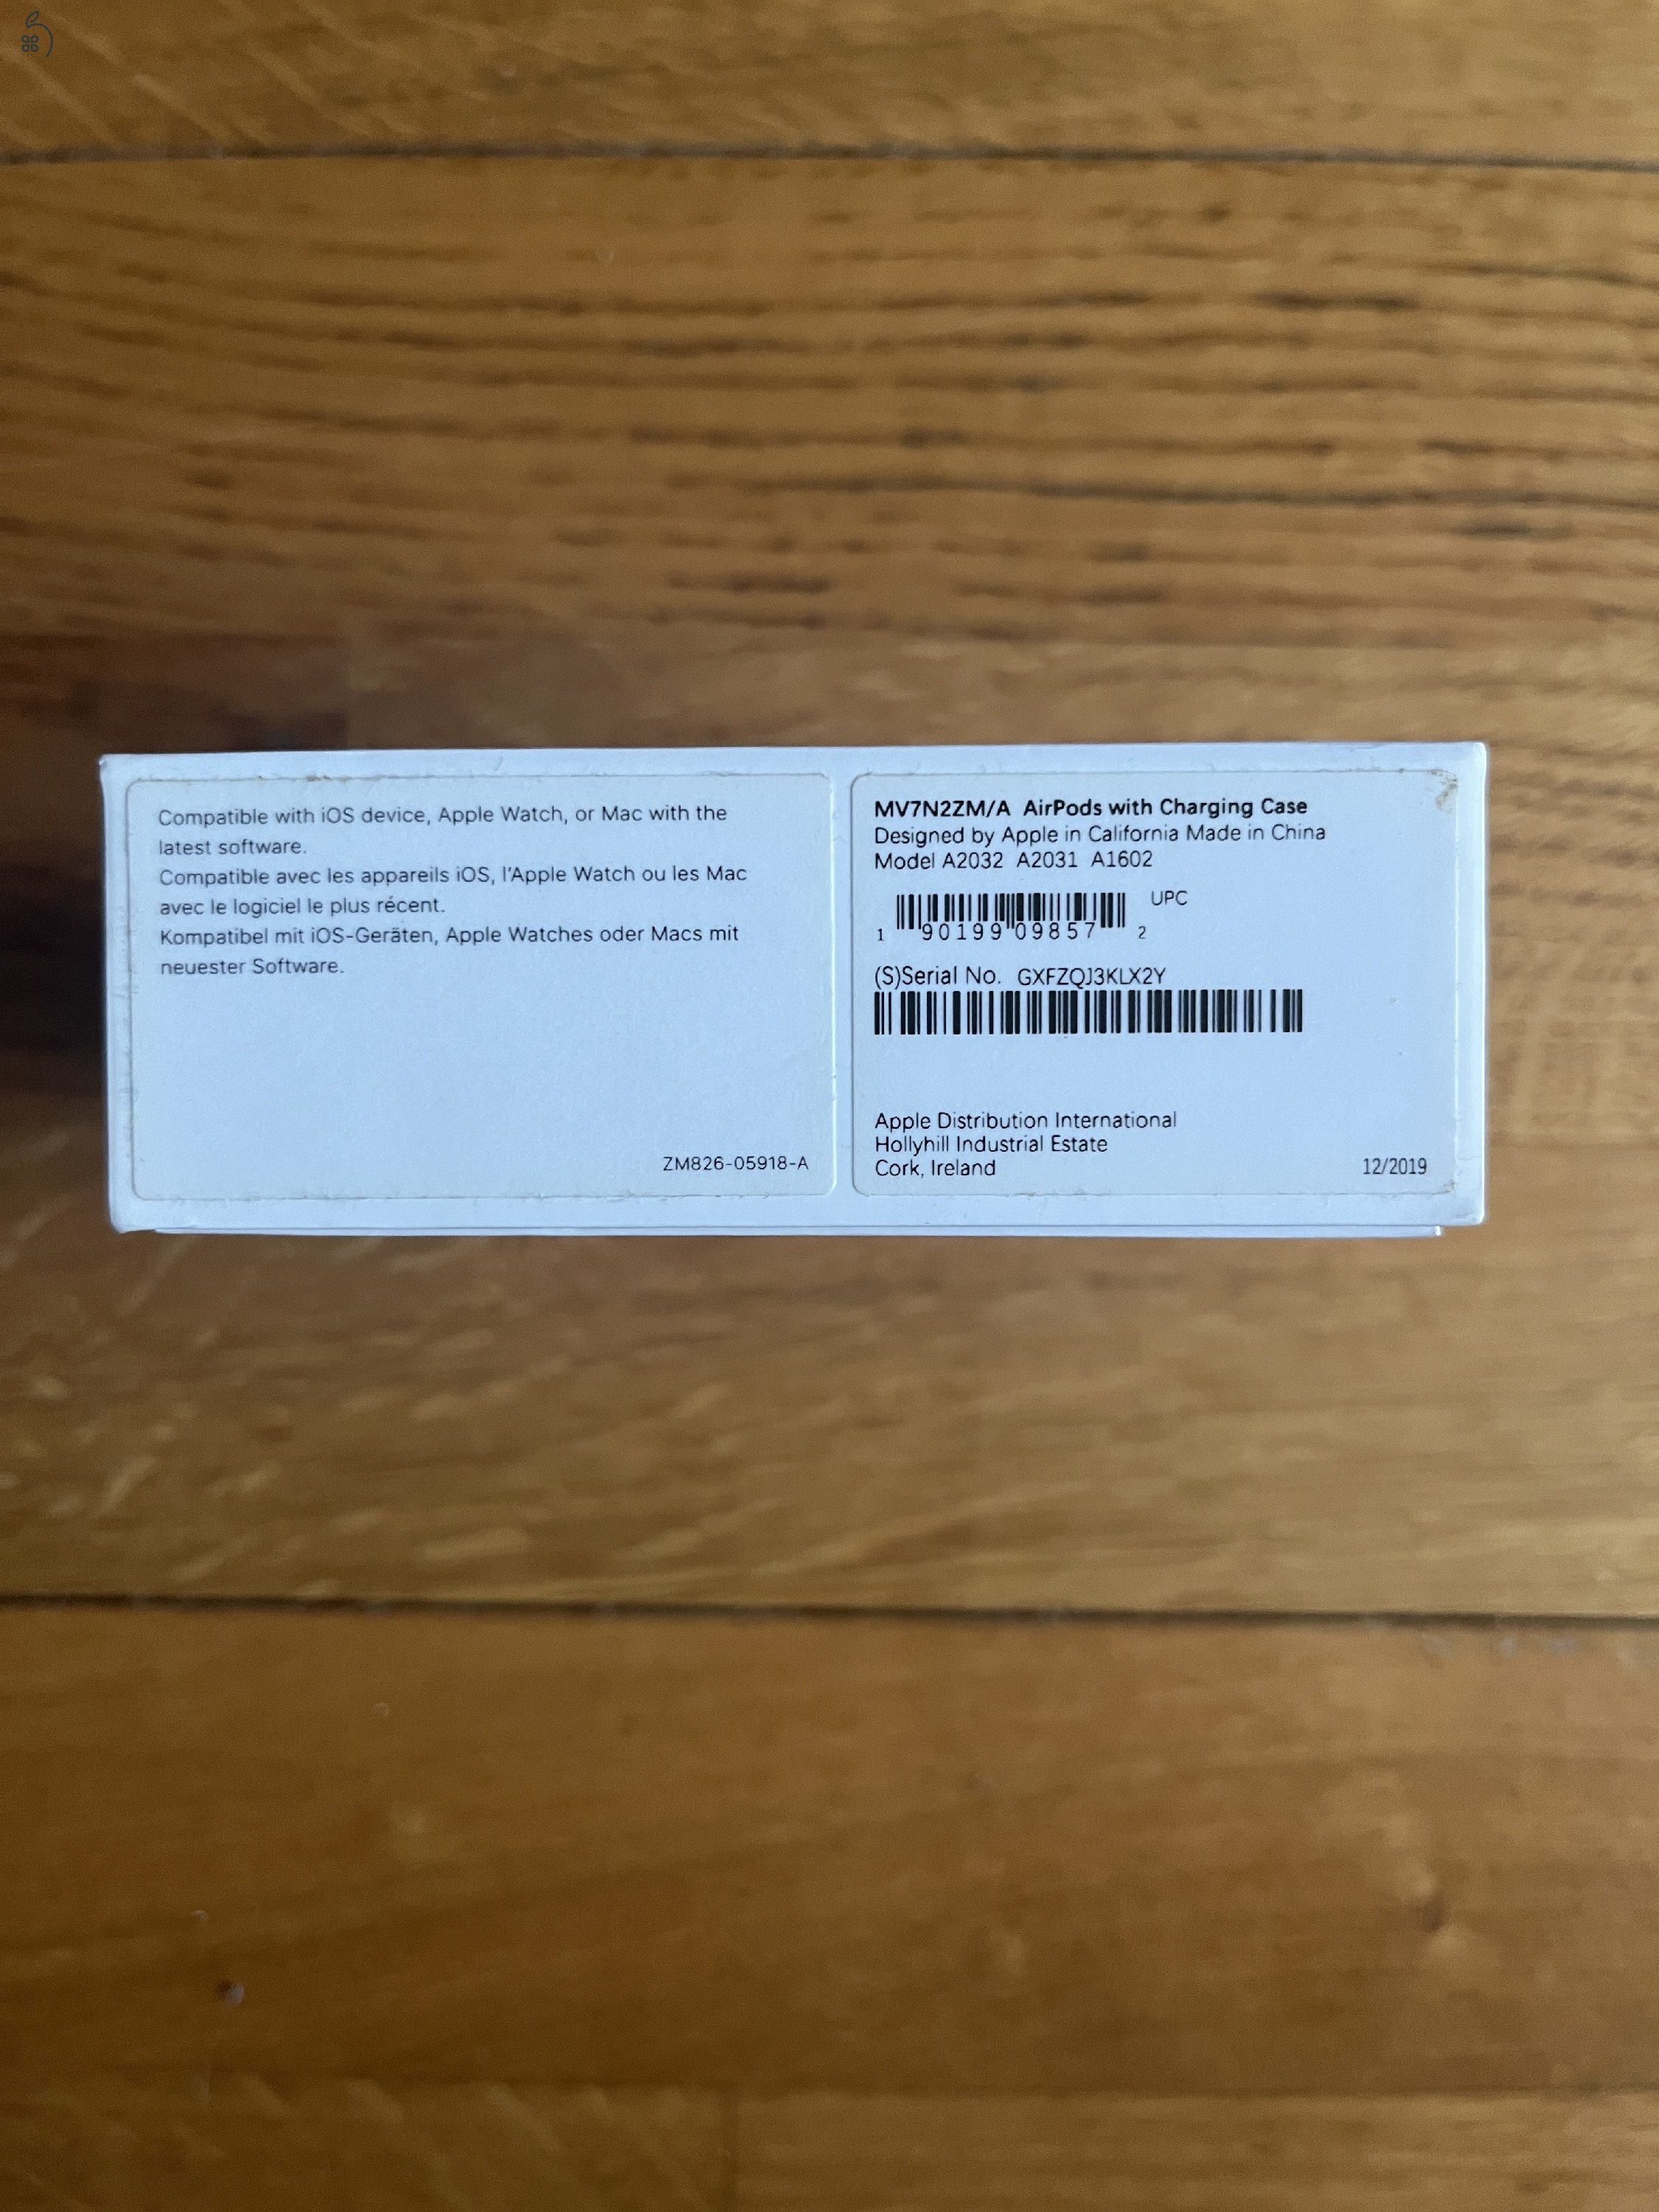 Compatible with iOS device, Apple Watch, or Mac with the
latest software.
Compatible avec les appareils iOS, l'Apple Watch ou les Mac
avec le logiciel le plus récent.
Kompatibel mit iOS-Geräten, Apple Watches oder Macs mit
neuester Software.
ZM826-05918-A
MV7N2ZM/A AirPods with Charging Case
Designed by Apple in California Made in China
Model A2032 A2031 A1602
UPC
1 90199 09857 2
(S)Serial No. GXFZQJ3KLX2Y
Apple Distribution International
Hollyhill Industrial Estate
Cork, Ireland
12/2019